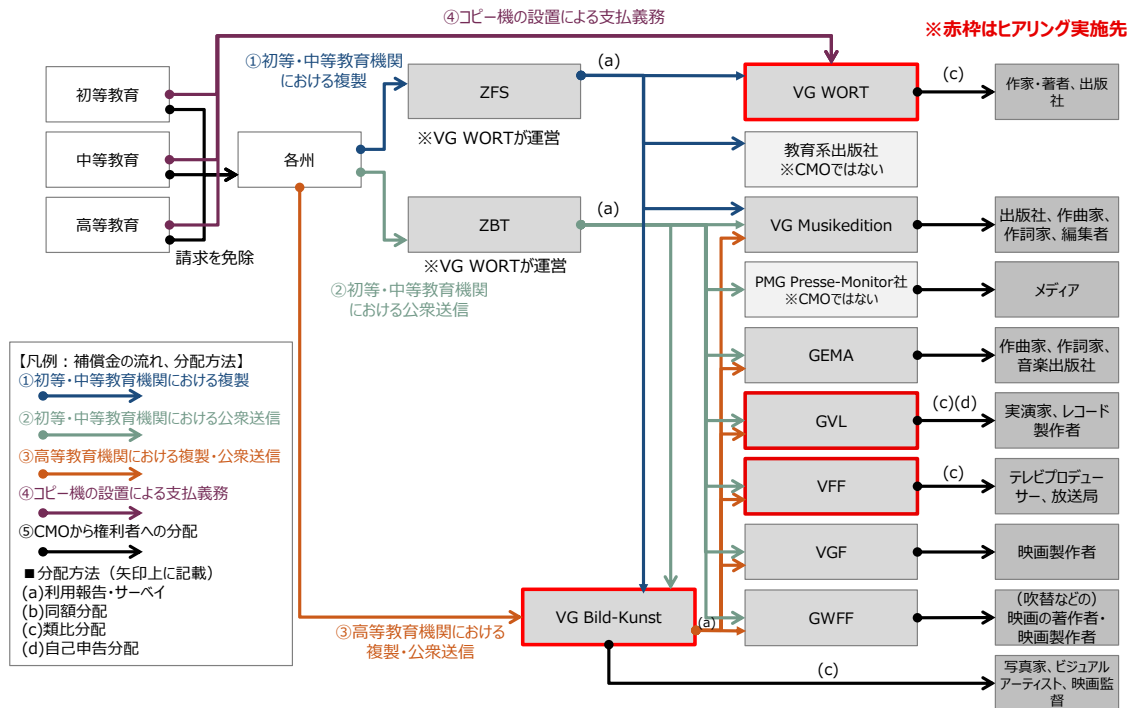 ④コピー機の設置による支払義務
※赤枠はヒアリング実施先
①初等・中等教育機関
における複製
(a)
(c)
初等教育
中等教育
高等教育
請求を免除
各州
ZFS
※VG WORTが運営
(a)
ZBT
※VG WORTが運営
②初等・中等教育機関
における公衆送信
VG WORT
作家・著者、出版
社
教育系出版社
※CMOではない
VG Musikedition
出版社、作曲家、
作詞家、編集者
PMG Presse-Monitor社
※CMOではない
メディア
GEMA
作曲家、作詞家、
音楽出版社
GVL
(c)(d)
実演家、レコード
製作者
VFF
(c)
テレビプロデュー
サー、放送局
VGF
映画製作者
GWFF
(吹替などの)
映画の著作者・
映画製作者
VG Bild-Kunst
(a)
③高等教育機関における
複製・公衆送信
(c)
写真家、ビジュアル
アーティスト、映画監
督
【凡例：補償金の流れ、分配方法】
①初等・中等教育機関における複製
②初等・中等教育機関における公衆送信
③高等教育機関における複製・公衆送信
④コピー機の設置による支払義務
⑤CMOから権利者への分配
■分配方法（矢印上に記載）
(a)利用報告・サーベイ
(b)同額分配
(c)類比分配
(d)自己申告分配